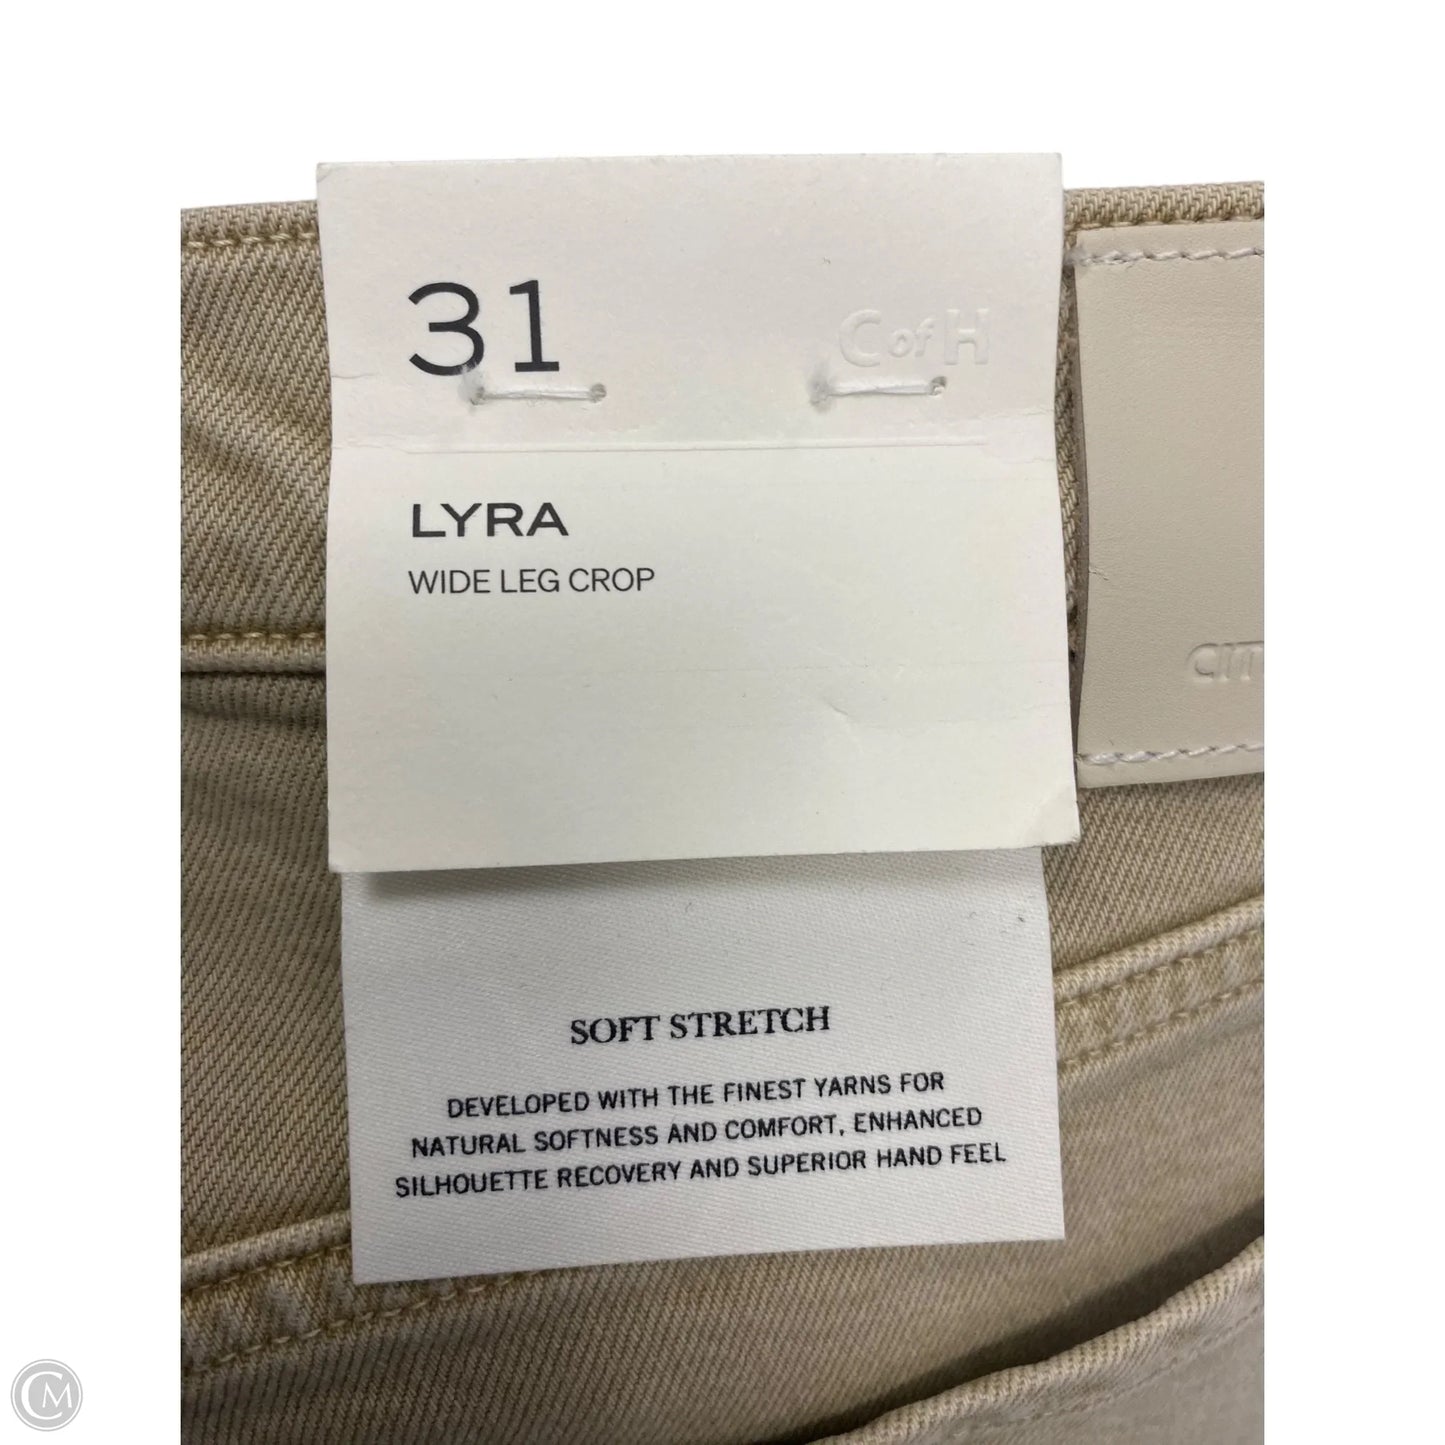 31
C of H
LYRA
WIDE LEG CROP
SOFT STRETCH
DEVELOPED WITH THE FINEST YARNS FOR
NATURAL SOFTNESS AND COMFORT, ENHANCED
SILHOUETTE RECOVERY AND SUPERIOR HAND FEEL
CM